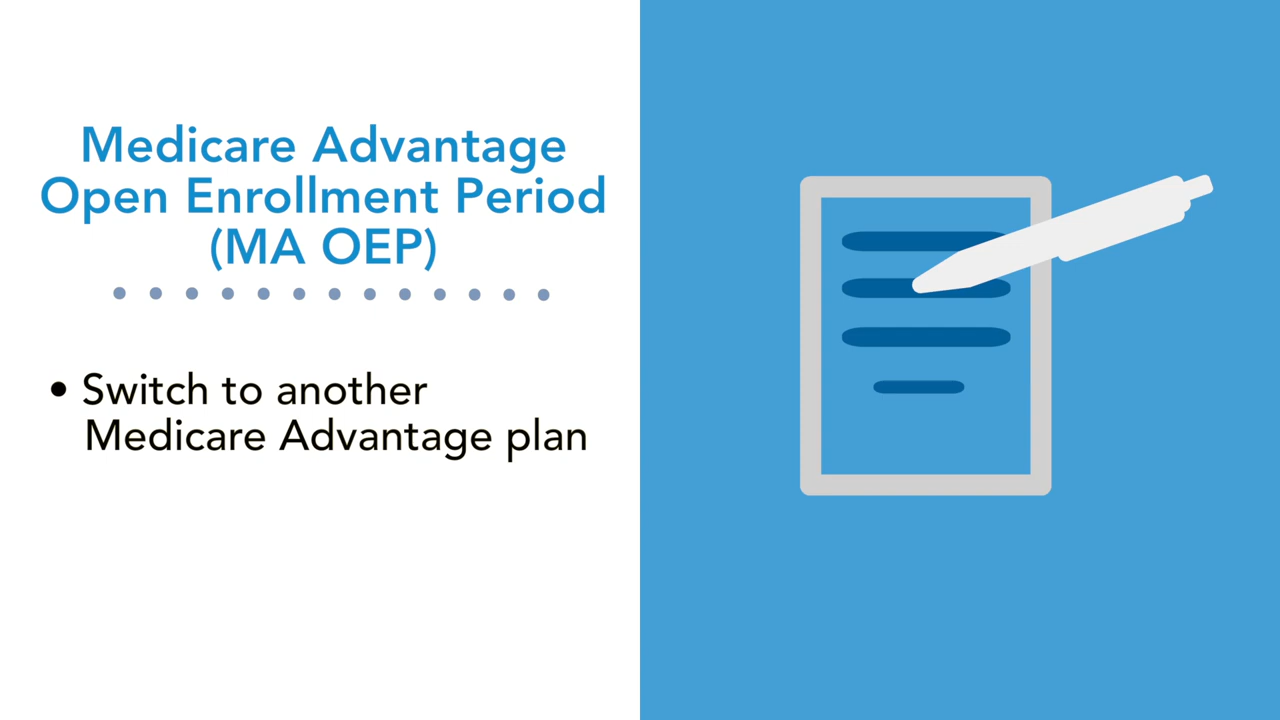 Medicare Advantage
Open Enrollment Period
(MA OEP)
• Switch to another
Medicare Advantage plan